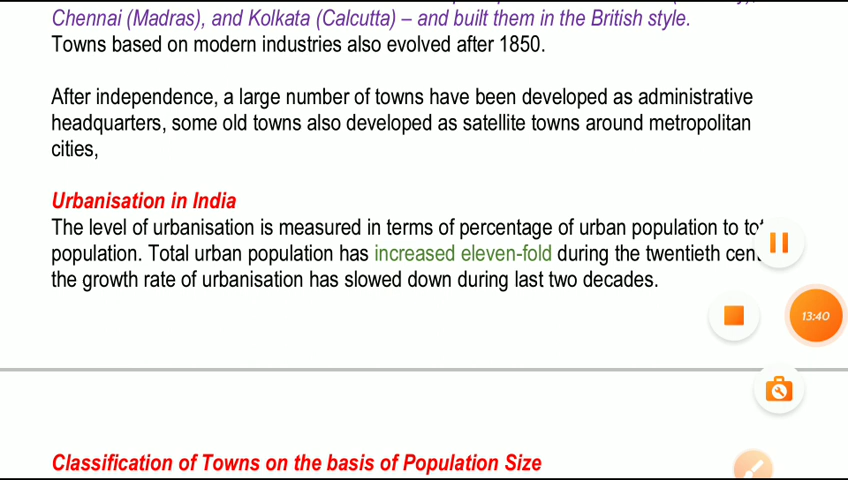 Chennai (Madras), and Kolkata (Calcutta) – and built them in the British style.
Towns based on modern industries also evolved after 1850.
After independence, a large number of towns have been developed as administrative
headquarters, some old towns also developed as satellite towns around metropolitan
cities,
Urbanisation in India
The level of urbanisation is measured in terms of percentage of urban population to
population. Total urban population has increased eleven-fold during the twentieth
the growth rate of urbanisation has slowed down during last two decades.
13:40
Classification of Towns on the basis of Population Size